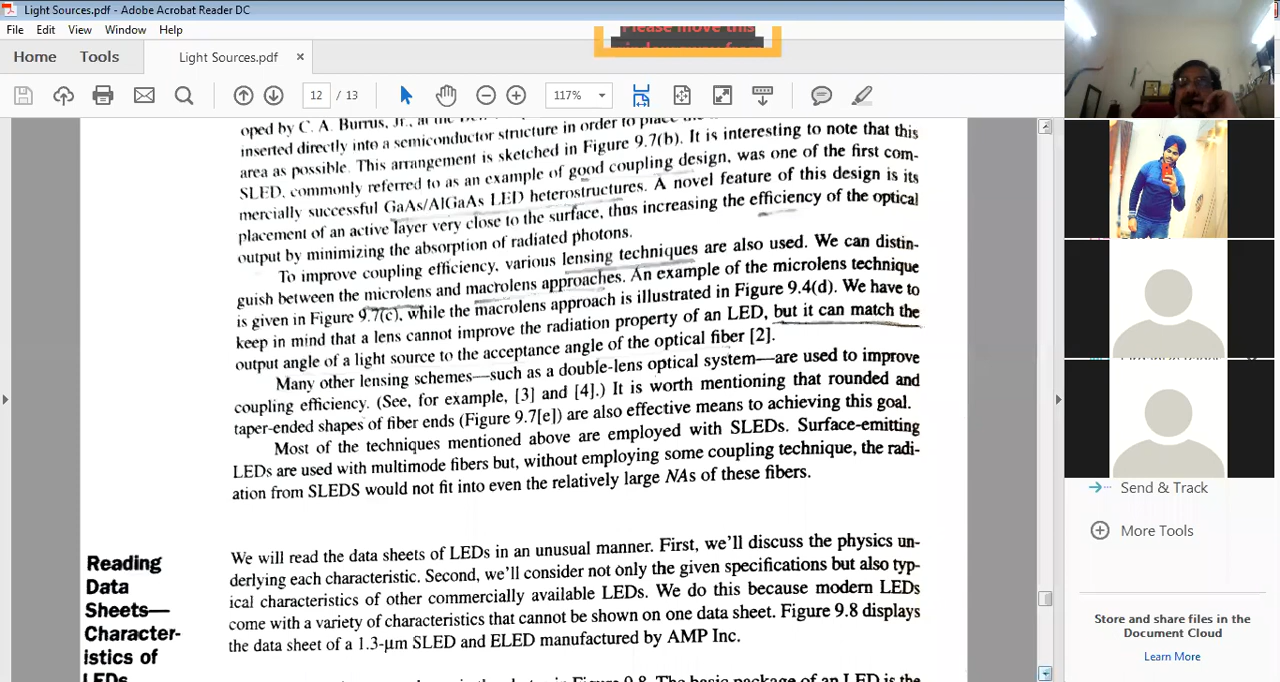 Light Sources.pdf - Adobe Acrobat Reader DC
File Edit View Window Help
Please move this
Home Tools Light Sources.pdf ×
12 / 13 117%
oped by C. A. Burrus, Jr., at the
inserted directly into a semiconductor structure in order to place
area as possible. This arrangement is sketched in Figure 9.7(b). It is interesting to note that this
SLED, commonly referred to as an example of good coupling design, was one of the first com-
mercially successful GaAs/AlGaAs LED heterostructures. A novel feature of this design is its
placement of an active layer very close to the surface, thus increasing the efficiency of the optical
output by minimizing the absorption of radiated photons.
To improve coupling efficiency, various lensing techniques are also used. We can distin-
guish between the microlens and macrolens approaches. An example of the microlens technique
is given in Figure 9.7(c), while the macrolens approach is illustrated in Figure 9.4(d). We have to
keep in mind that a lens cannot improve the radiation property of an LED, but it can match the
output angle of a light source to the acceptance angle of the optical fiber [2].
Many other lensing schemes—such as a double-lens optical system—are used to improve
coupling efficiency. (See, for example, [3] and [4].) It is worth mentioning that rounded and
taper-ended shapes of fiber ends (Figure 9.7[e]) are also effective means to achieving this goal.
Most of the techniques mentioned above are employed with SLEDs. Surface-emitting
LEDs are used with multimode fibers but, without employing some coupling technique, the radi-
ation from SLEDS would not fit into even the relatively large NAs of these fibers.
Reading
Data
Sheets—
Character-
istics of
LEDs
We will read the data sheets of LEDs in an unusual manner. First, we'll discuss the physics un-
derlying each characteristic. Second, we'll consider not only the given specifications but also typ-
ical characteristics of other commercially available LEDs. We do this because modern LEDs
come with a variety of characteristics that cannot be shown on one data sheet. Figure 9.8 displays
the data sheet of a 1.3-µm SLED and ELED manufactured by AMP Inc.
Figure 9.8. The basic package of an LED is the
Send & Track
More Tools
Store and share files in the
Document Cloud
Learn More